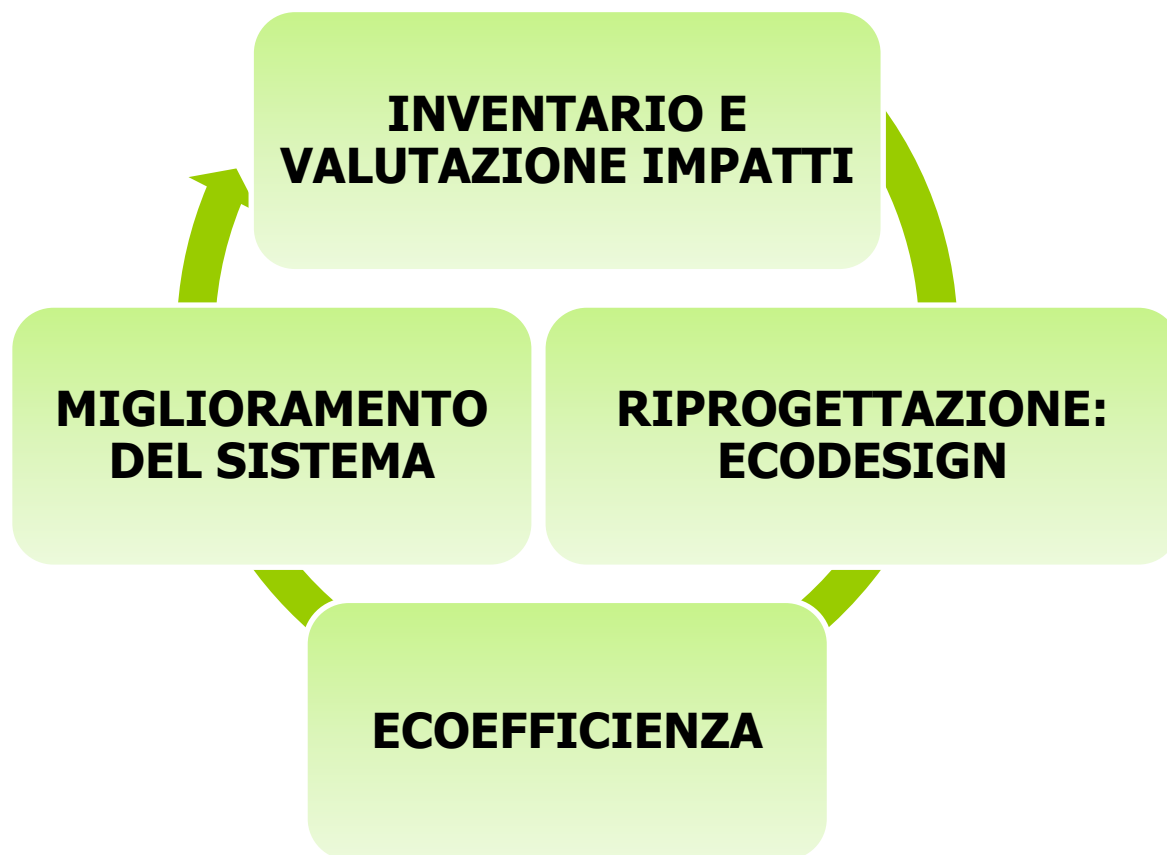 INVENTARIO E
VALUTAZIONE IMPATTI
MIGLIORAMENTO
DEL SISTEMA
RIPROGETTAZIONE:
ECODESIGN
ECOEFFICIENZA